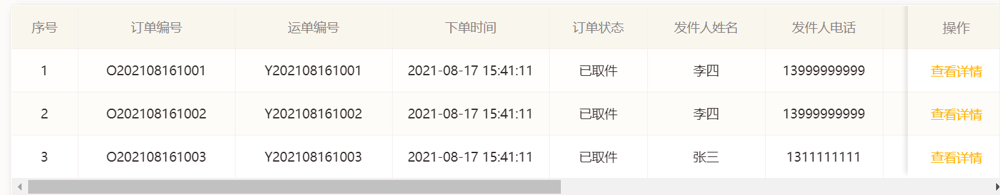 序号 订单编号 运单编号 下单时间 订单状态 发件人姓名 发件人电话 操作
1 O202108161001 Y202108161001 2021-08-17 15:41:11 已取件 李四 13999999999 查看详情
2 O202108161002 Y202108161002 2021-08-17 15:41:11 已取件 李四 13999999999 查看详情
3 O202108161003 Y202108161003 2021-08-17 15:41:11 已取件 张三 1311111111 查看详情